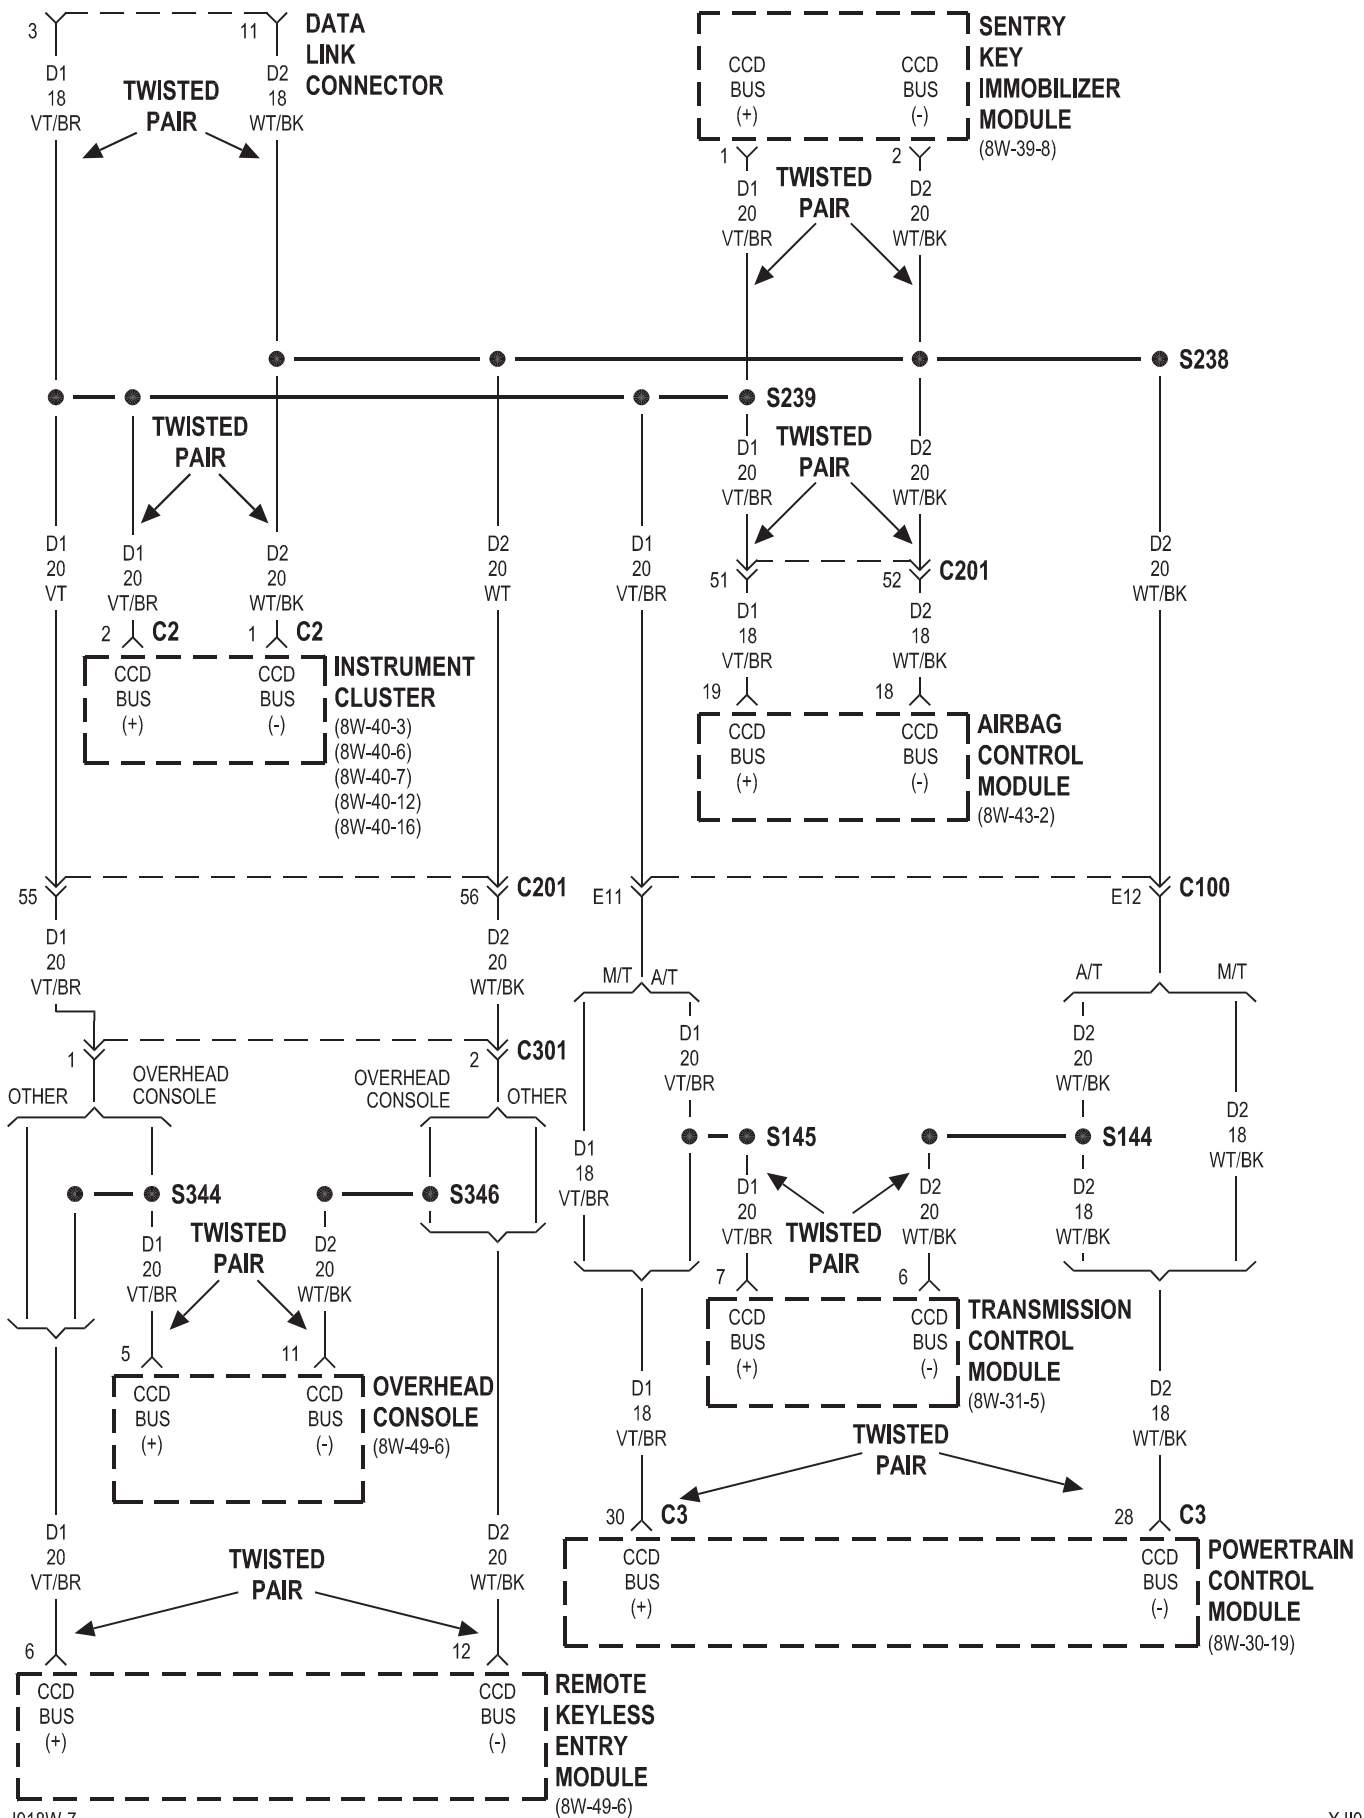 3
11
DATA
LINK
CONNECTOR
D1
18
VT/BR
TWISTED
PAIR
D2
18
WT/BK
CCD
BUS
(+)
CCD
BUS
(-)
SENTRY
KEY
IMMOBILIZER
MODULE
(8W-39-8)
1
2
D1
20
VT/BR
TWISTED
PAIR
D2
20
WT/BK
S238
S239
TWISTED
PAIR
D1
20
VT/BR
TWISTED
PAIR
D2
20
WT/BK
D1
20
VT
D1
20
VT/BR
D2
20
WT/BK
D2
20
WT
D1
20
VT/BR
D2
20
WT/BK
51
52
C201
D1
18
VT/BR
D2
18
WT/BK
2
C2
1
C2
CCD
BUS
(+)
CCD
BUS
(-)
INSTRUMENT
CLUSTER
(8W-40-3)
(8W-40-6)
(8W-40-7)
(8W-40-12)
(8W-40-16)
19
18
CCD
BUS
(+)
CCD
BUS
(-)
AIRBAG
CONTROL
MODULE
(8W-43-2)
55
56
C201
E11
E12
C100
D1
20
VT/BR
D2
20
WT/BK
M/T
A/T
A/T
M/T
1
2
C301
D1
20
VT/BR
D2
20
WT/BK
OTHER
OVERHEAD
CONSOLE
OVERHEAD
CONSOLE
OTHER
D1
18
VT/BR
S145
S144
D2
18
WT/BK
S344
S346
D1
20
VT/BR
TWISTED
PAIR
D2
20
WT/BK
D1
20
VT/BR
TWISTED
PAIR
D2
20
WT/BK
D2
18
WT/BK
7
6
CCD
BUS
(+)
CCD
BUS
(-)
TRANSMISSION
CONTROL
MODULE
(8W-31-5)
5
11
CCD
BUS
(+)
CCD
BUS
(-)
OVERHEAD
CONSOLE
(8W-49-6)
D1
18
VT/BR
TWISTED
PAIR
D2
18
WT/BK
30
C3
28
C3
CCD
BUS
(+)
CCD
BUS
(-)
POWERTRAIN
CONTROL
MODULE
(8W-30-19)
D1
20
VT/BR
TWISTED
PAIR
D2
20
WT/BK
6
12
CCD
BUS
(+)
CCD
BUS
(-)
REMOTE
KEYLESS
ENTRY
MODULE
(8W-49-6)